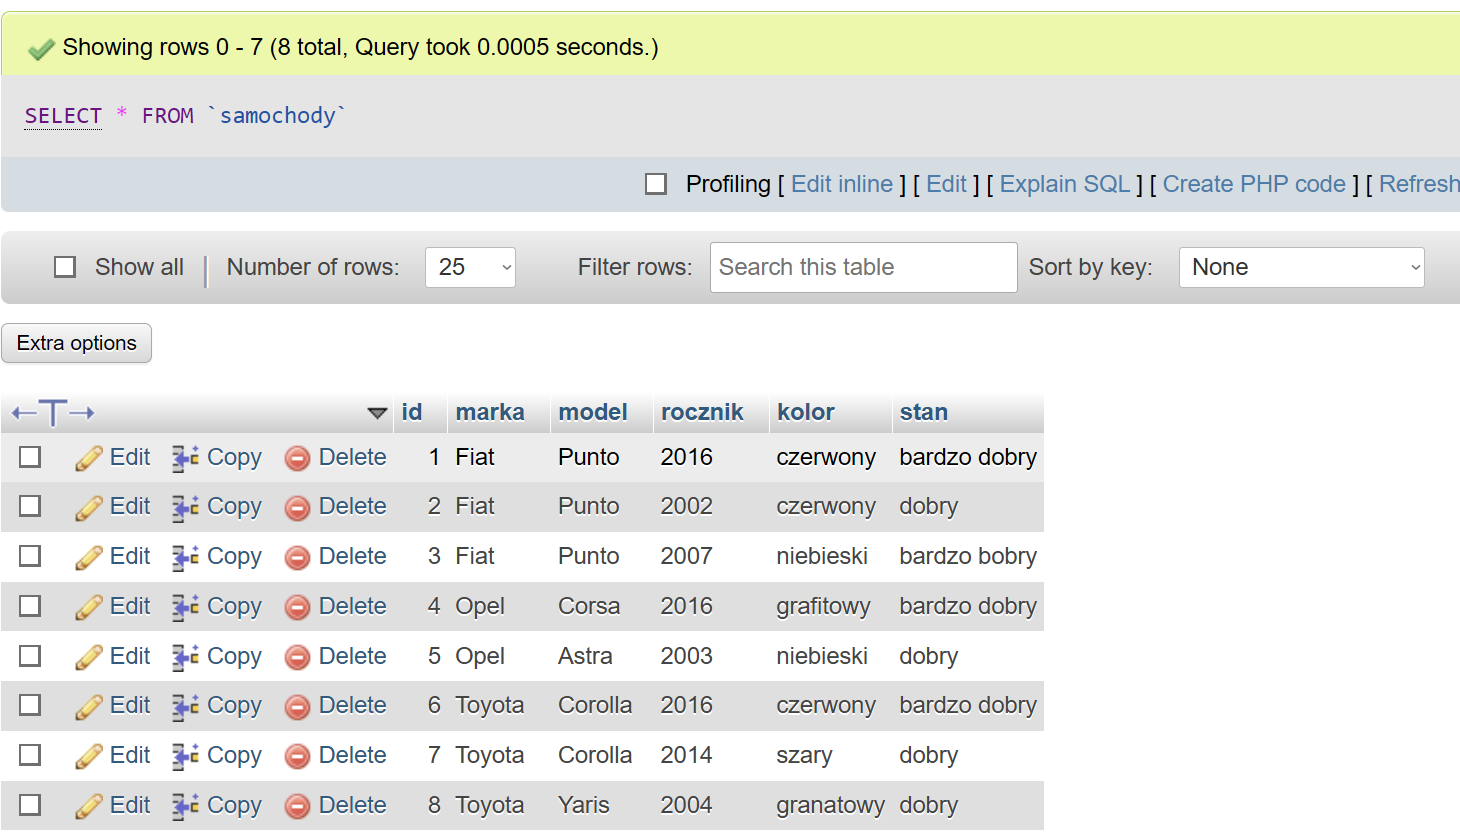 Showing rows 0 - 7 (8 total, Query took 0.0005 seconds.)
SELECT * FROM `samochody`
Profiling [ Edit inline ] [ Edit ] [ Explain SQL ] [ Create PHP code ] [ Refresh
Show all Number of rows: 25 Filter rows: Search this table Sort by key: None
Extra options
id marka model rocznik kolor stan
Edit Copy Delete 1 Fiat Punto 2016 czerwony bardzo dobry
Edit Copy Delete 2 Fiat Punto 2002 czerwony dobry
Edit Copy Delete 3 Fiat Punto 2007 niebieski bardzo bobry
Edit Copy Delete 4 Opel Corsa 2016 grafitowy bardzo dobry
Edit Copy Delete 5 Opel Astra 2003 niebieski dobry
Edit Copy Delete 6 Toyota Corolla 2016 czerwony bardzo dobry
Edit Copy Delete 7 Toyota Corolla 2014 szary dobry
Edit Copy Delete 8 Toyota Yaris 2004 granatowy dobry